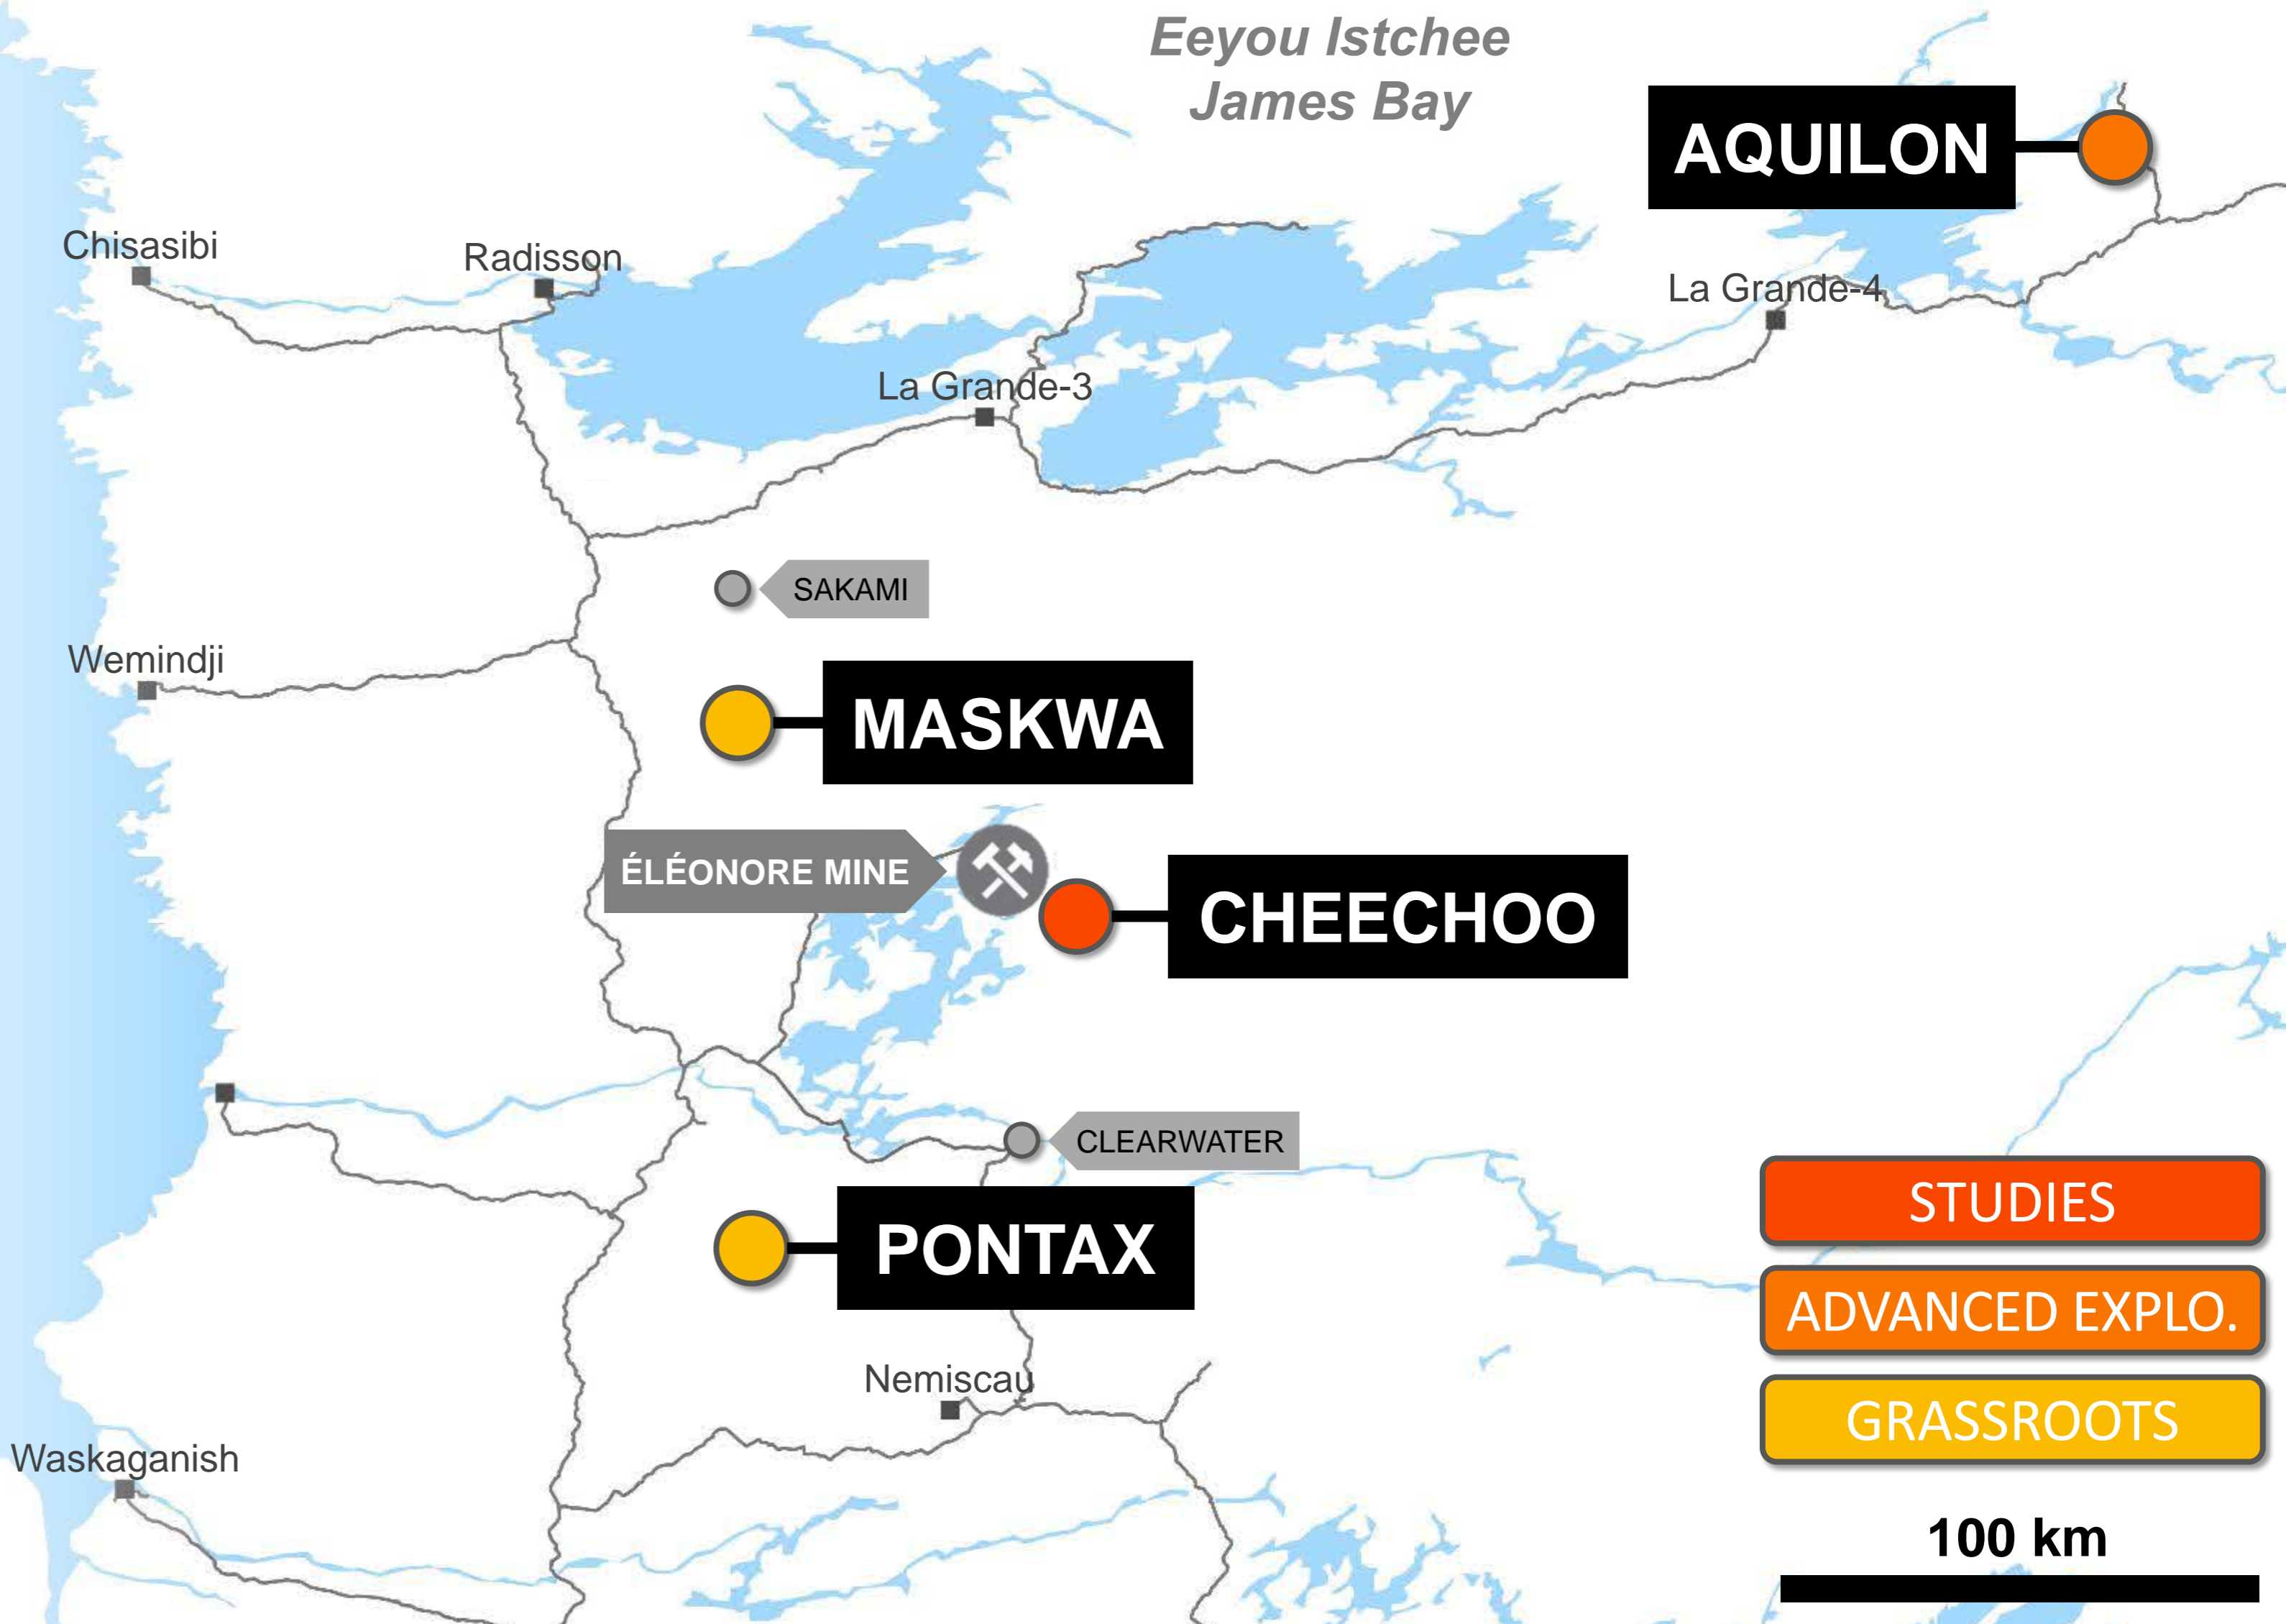 Eeyou Istchee
James Bay
AQUILON
Chisasibi
Radisson
La Grande-4
La Grande-3
SAKAMI
Wemindji
MASKWA
ÉLÉONORE MINE
CHEECHOO
CLEARWATER
PONTAX
STUDIES
ADVANCED EXPLO.
GRASSROOTS
Nemiscau
Waskaganish
100 km